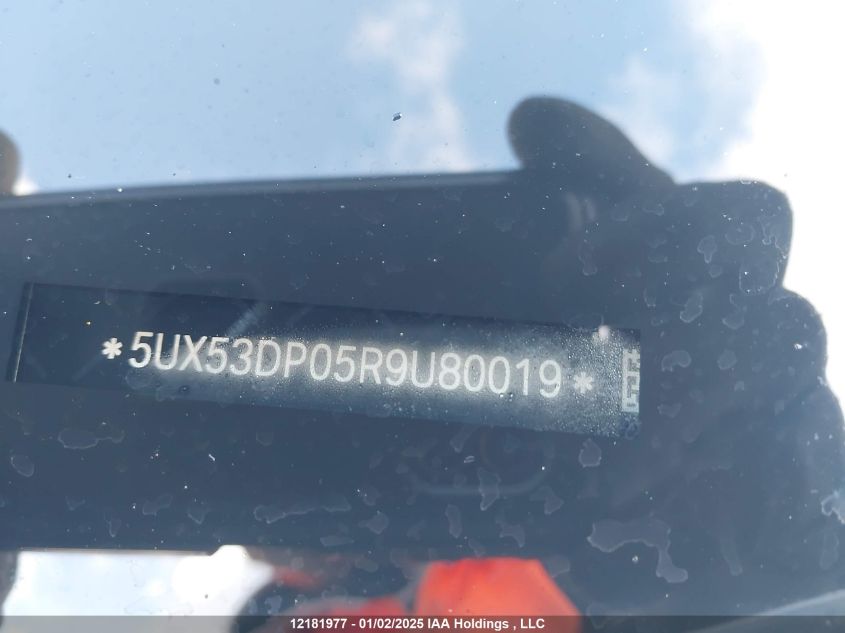 *5UX53DP05R9U80019*
12181977 - 01/02/2025 IAA Holdings , LLC